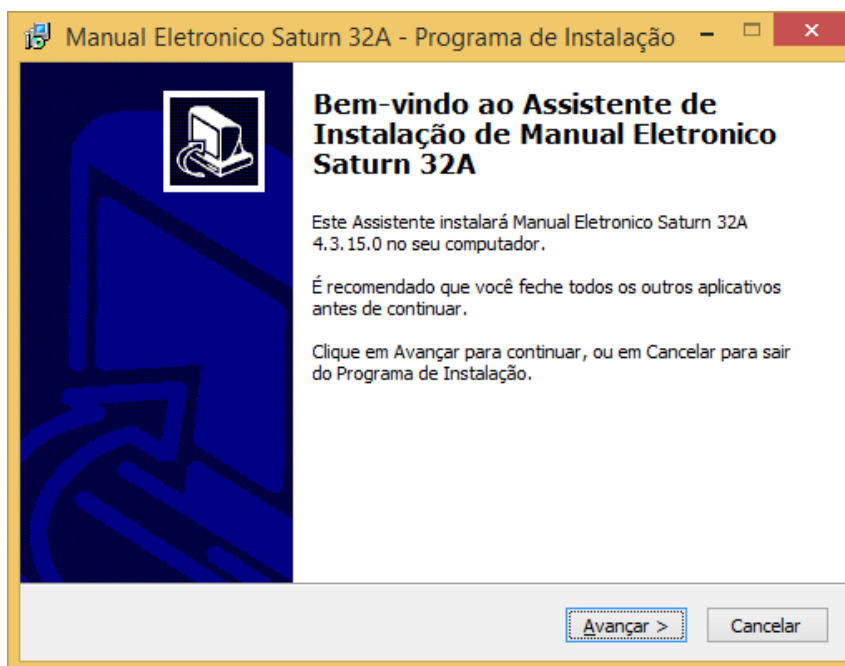 Manual Eletronico Saturn 32A - Programa de Instalação
Bem-vindo ao Assistente de
Instalação de Manual Eletronico
Saturn 32A
Este Assistente instalará Manual Eletronico Saturn 32A
4.3.15.0 no seu computador.
É recomendado que você feche todos os outros aplicativos
antes de continuar.
Clique em Avançar para continuar, ou em Cancelar para sair
do Programa de Instalação.
Avançar >
Cancelar